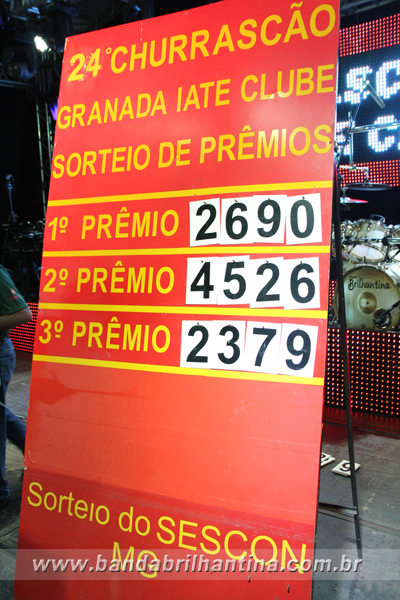 24º CHURRASCÃO
GRANADA IATE CLUBE
SORTEIO DE PRÊMIOS
1º PRÊMIO 2690
2º PRÊMIO 4526
3º PRÊMIO 2379
Brilhantina
Sorteio do SESCON
MG
www.bandabrilhantina.com.br